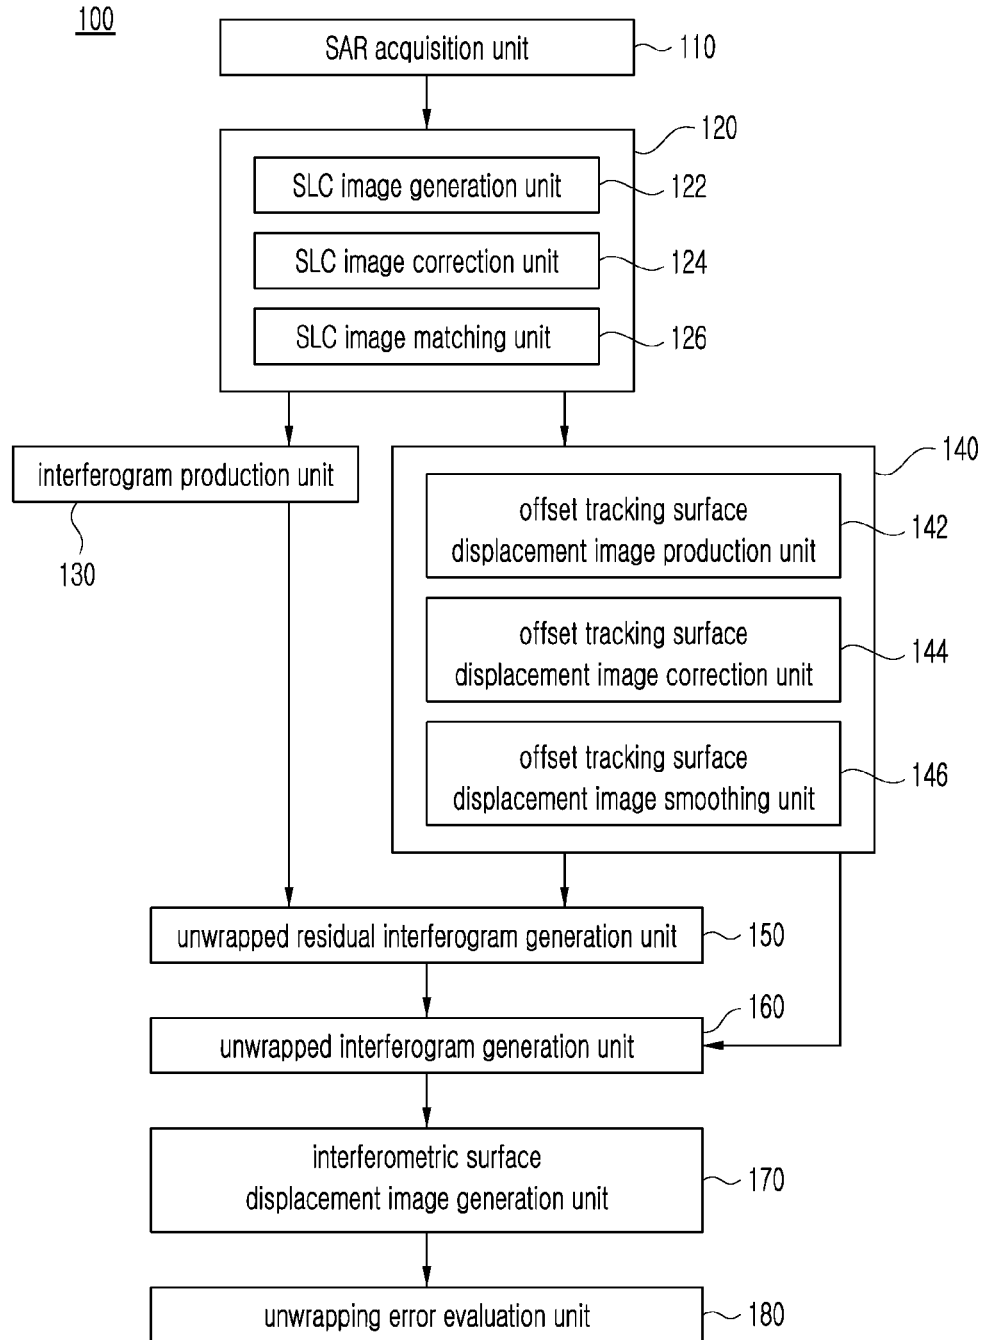 100
SAR acquisition unit
110
120
SLC image generation unit
122
SLC image correction unit
124
SLC image matching unit
126
interferogram production unit
130
140
offset tracking surface
displacement image production unit
142
offset tracking surface
displacement image correction unit
144
offset tracking surface
displacement image smoothing unit
146
unwrapped residual interferogram generation unit
150
160
unwrapped interferogram generation unit
interferometric surface
displacement image generation unit
170
unwrapping error evaluation unit
180